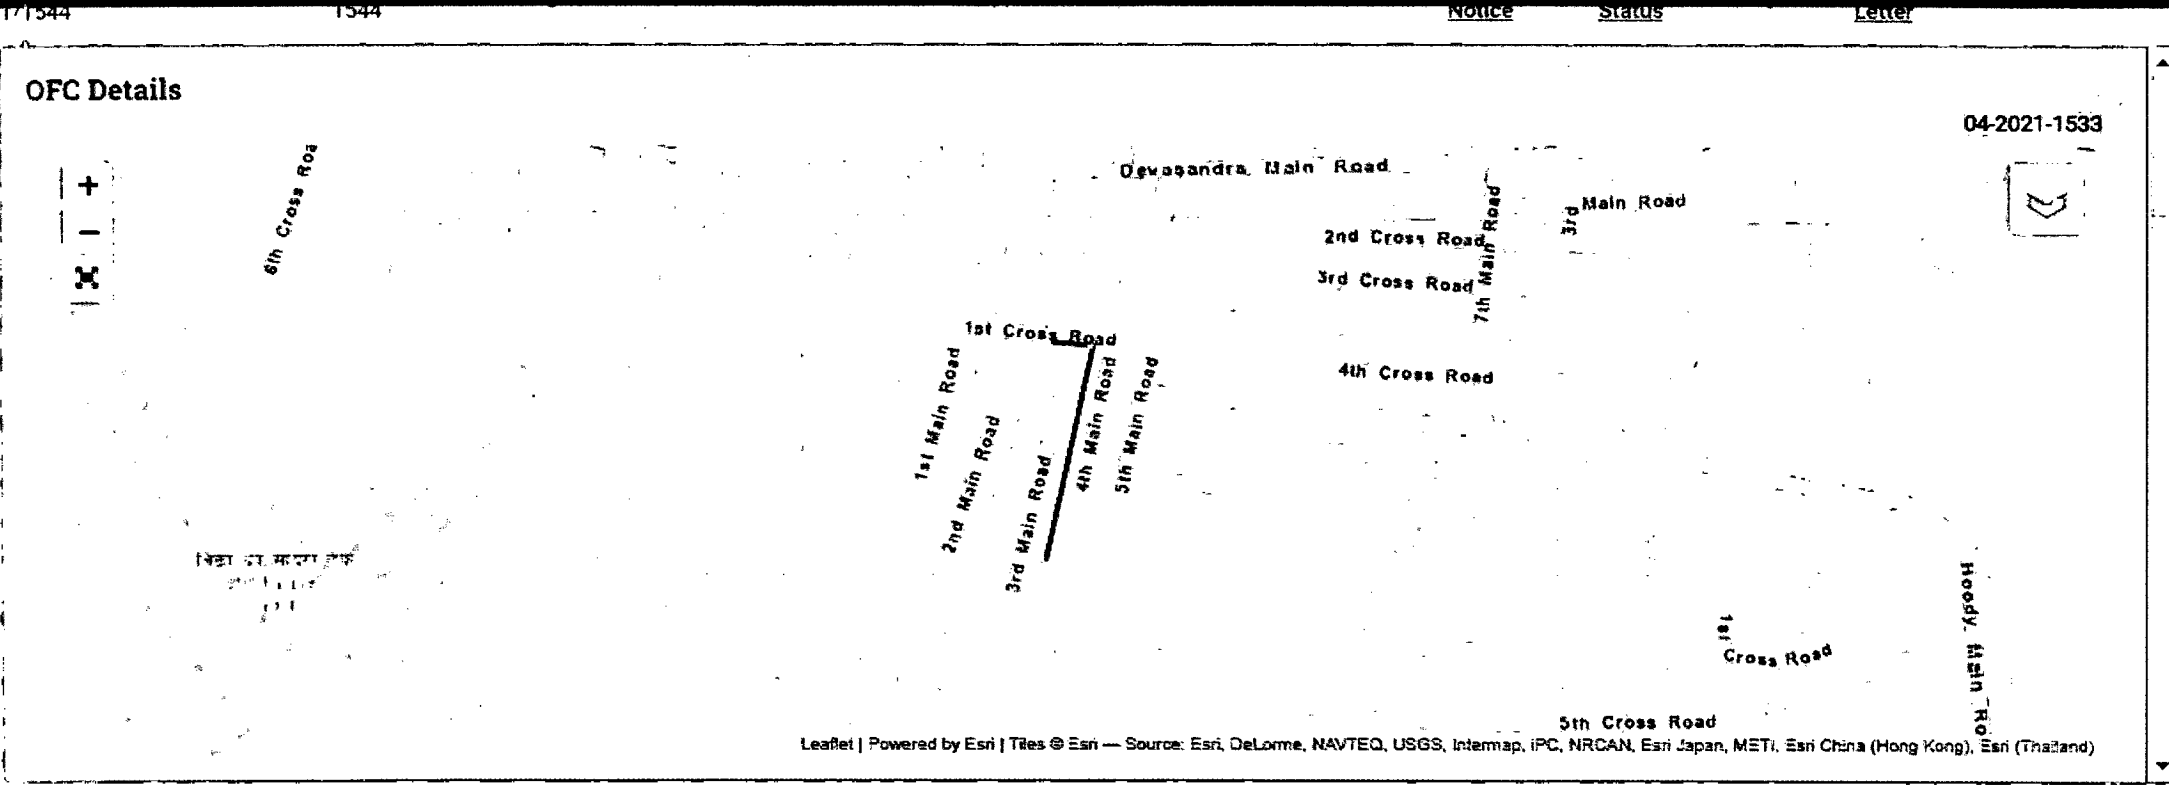 171544 1544 Notice Status Letter
OFC Details
04-2021-1533
+
−
6th Cross Roa
Devasandra Main Road
3rd Main Road
7th Main Road
2nd Cross Road
3rd Cross Road
1st Cross Road
4th Cross Road
1st Main Road
2nd Main Road
3rd Main Road
4th Main Road
5th Main Road
Hoody Main Ro
1st Cross Road
5th Cross Road
Leaflet | Powered by Esri | Tiles © Esri — Source: Esri, DeLorme, NAVTEQ, USGS, Intermap, iPC, NRCAN, Esri Japan, METI, Esri China (Hong Kong), Esri (Thailand)